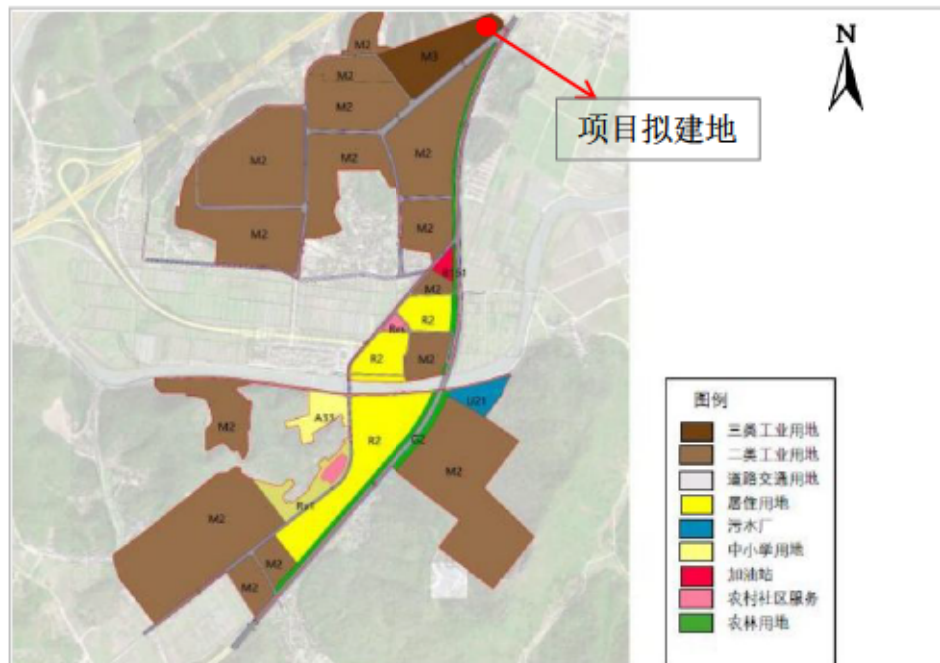 N
项目拟建地
M2
M3
M2
M2
M2
M2
M2
M2
M2
M2
R2
R2
M2
U21
A33
M2
R2
G2
M2
M2
M2
M2
图例
三类工业用地
二类工业用地
道路交通用地
居住用地
污水厂
中小学用地
加油站
农村社区服务
农林用地